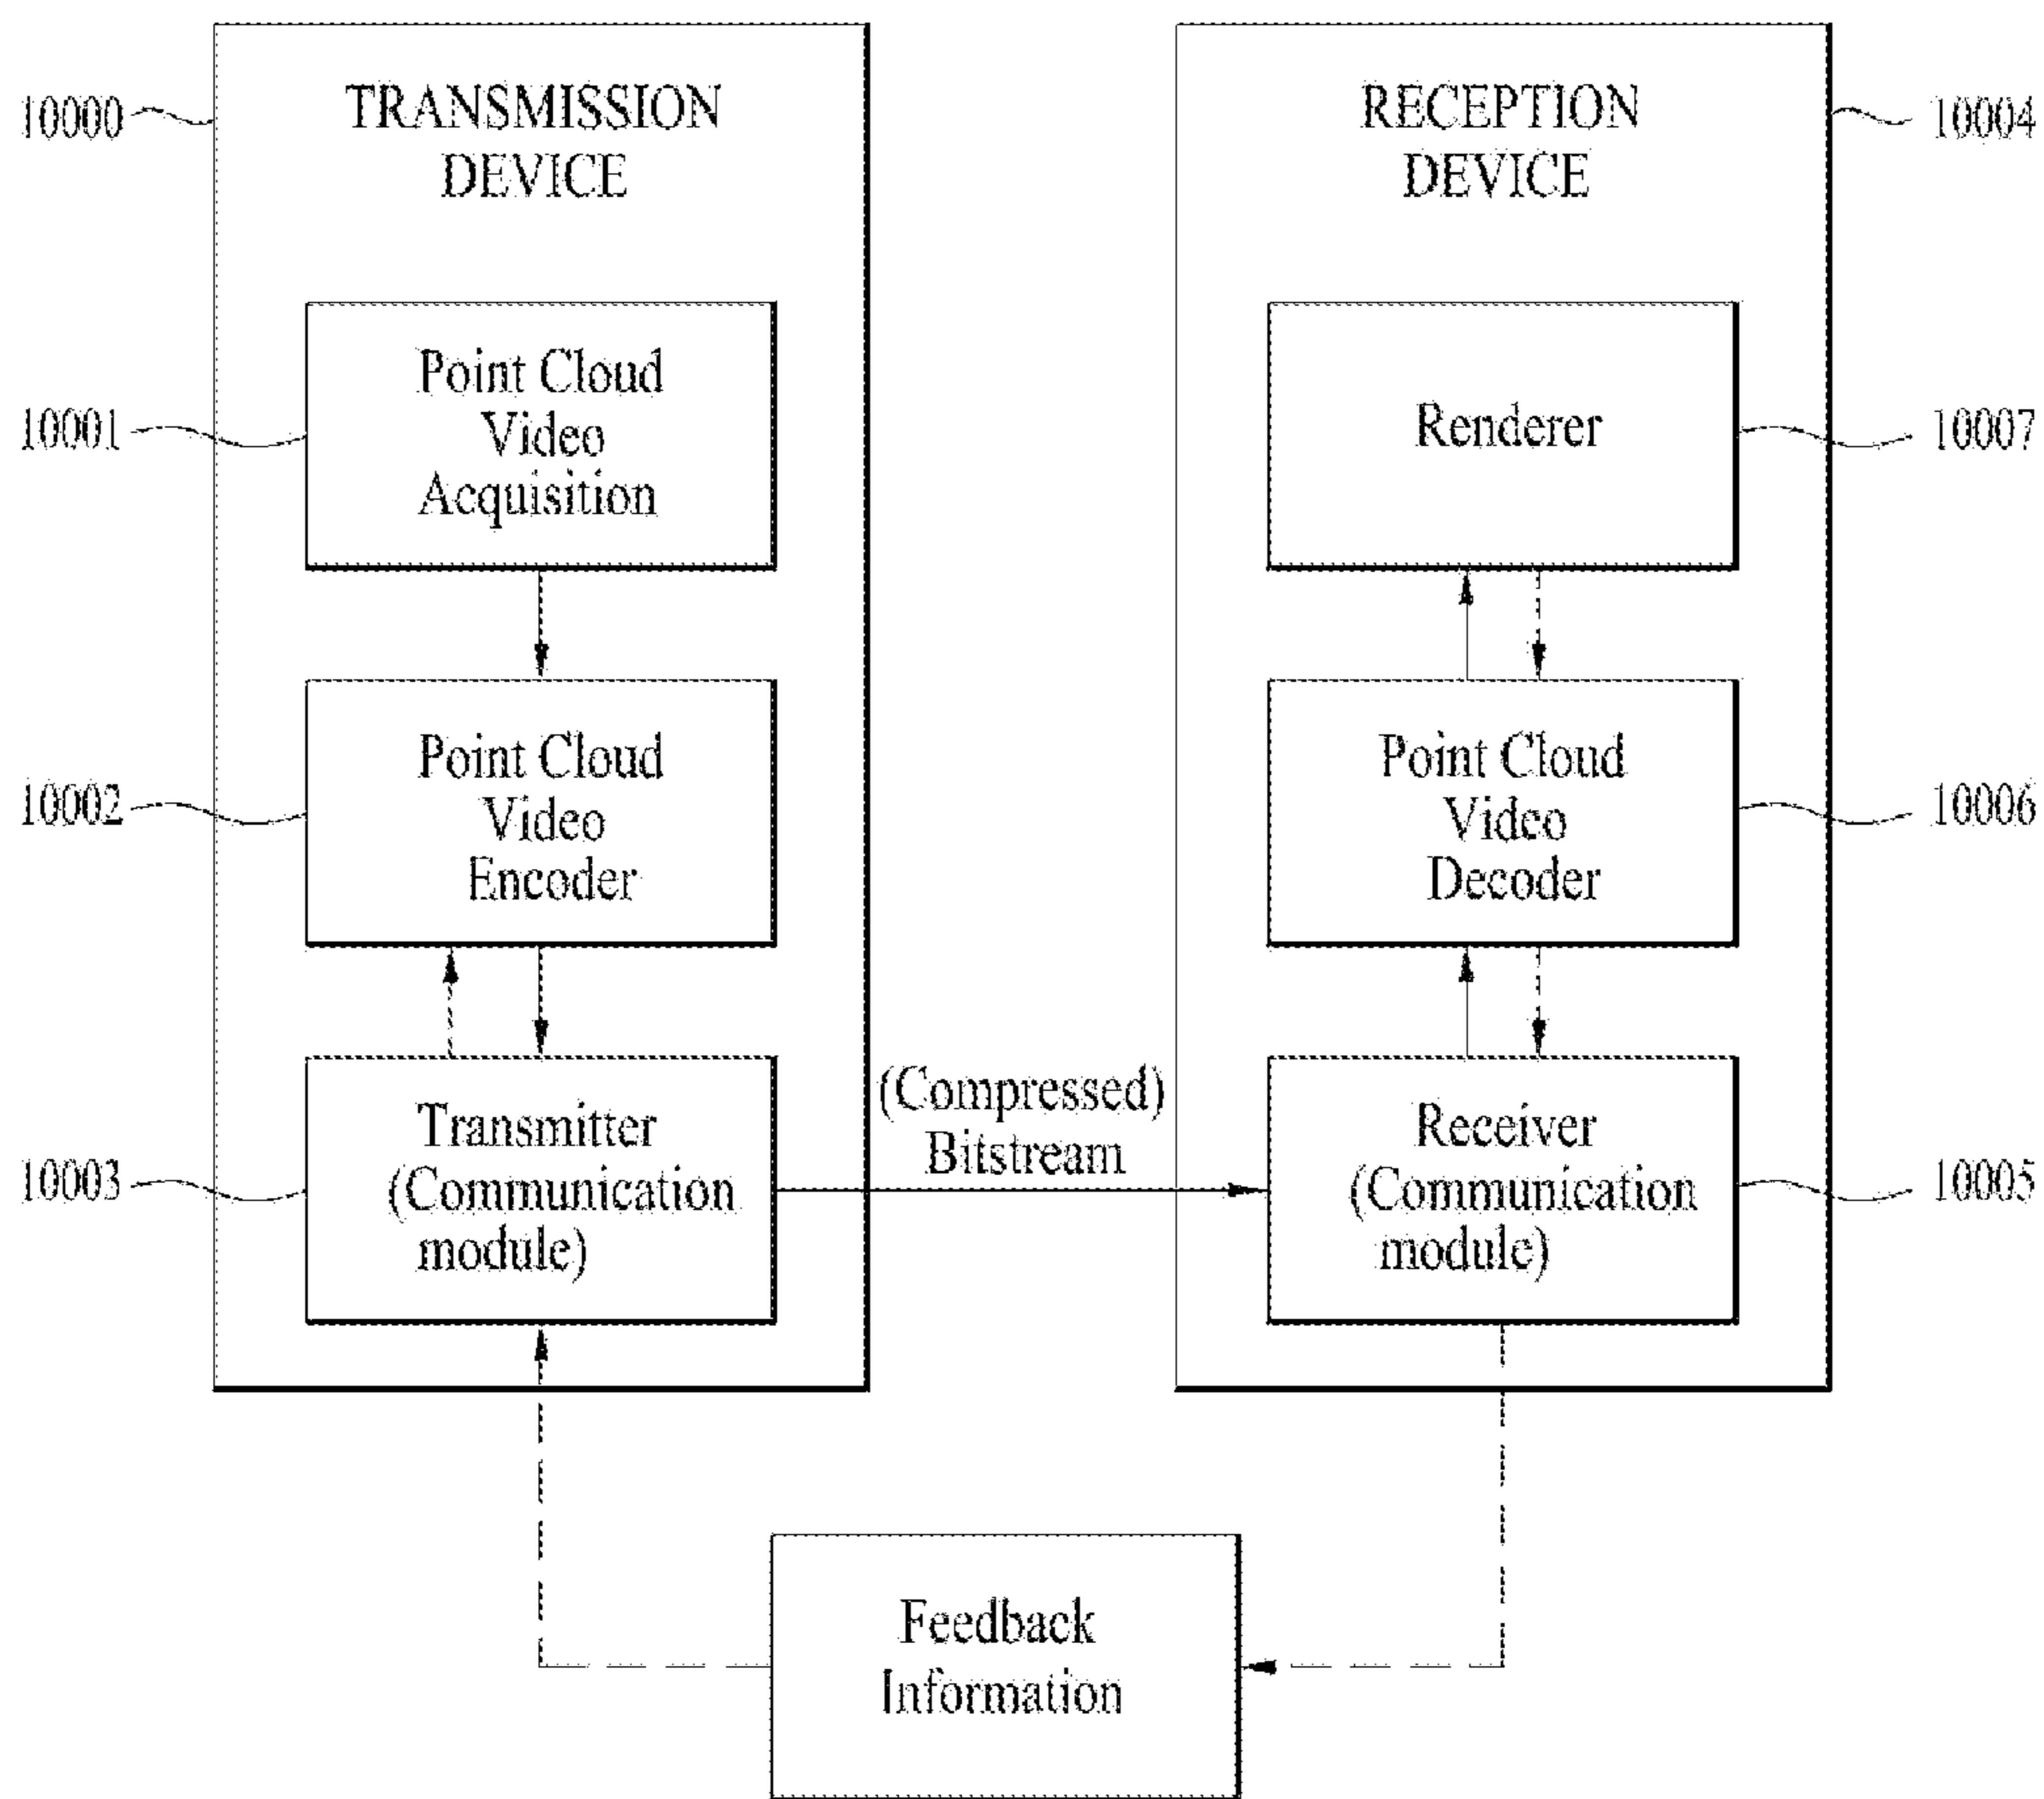 10000
TRANSMISSION
DEVICE
10001
Point Cloud
Video
Acquisition
10002
Point Cloud
Video
Encoder
10003
Transmitter
(Communication
module)
(Compressed)
Bitstream
RECEPTION
DEVICE
10004
Renderer
10007
Point Cloud
Video
Decoder
10006
Receiver
(Communication
module)
10005
Feedback
Information